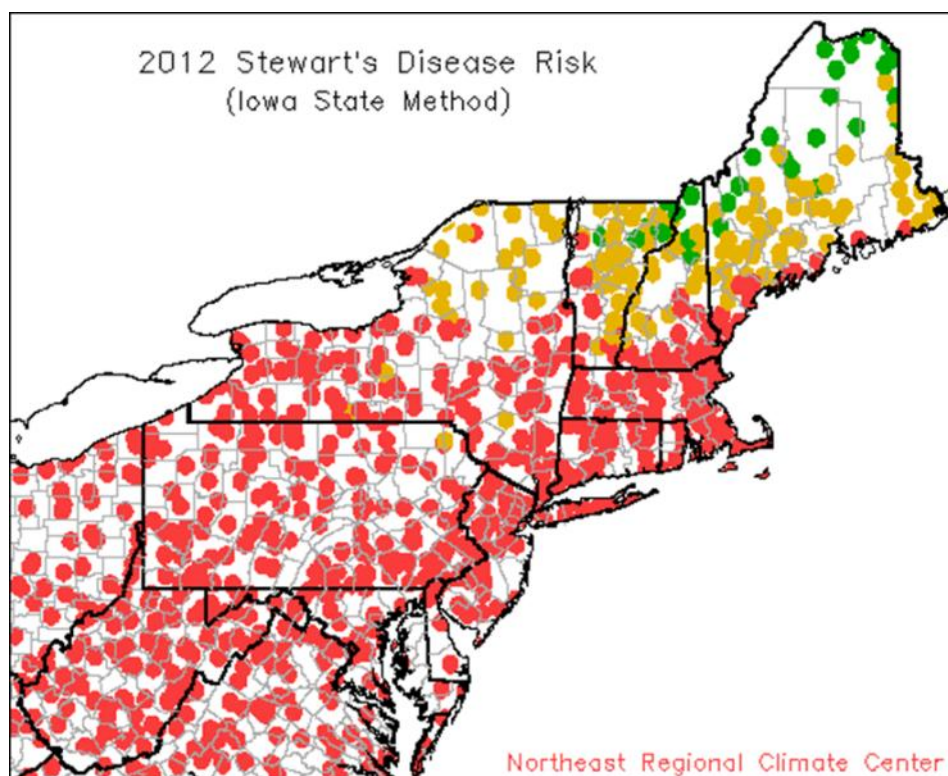 2012 Stewart's Disease Risk
(Iowa State Method)
Northeast Regional Climate Center